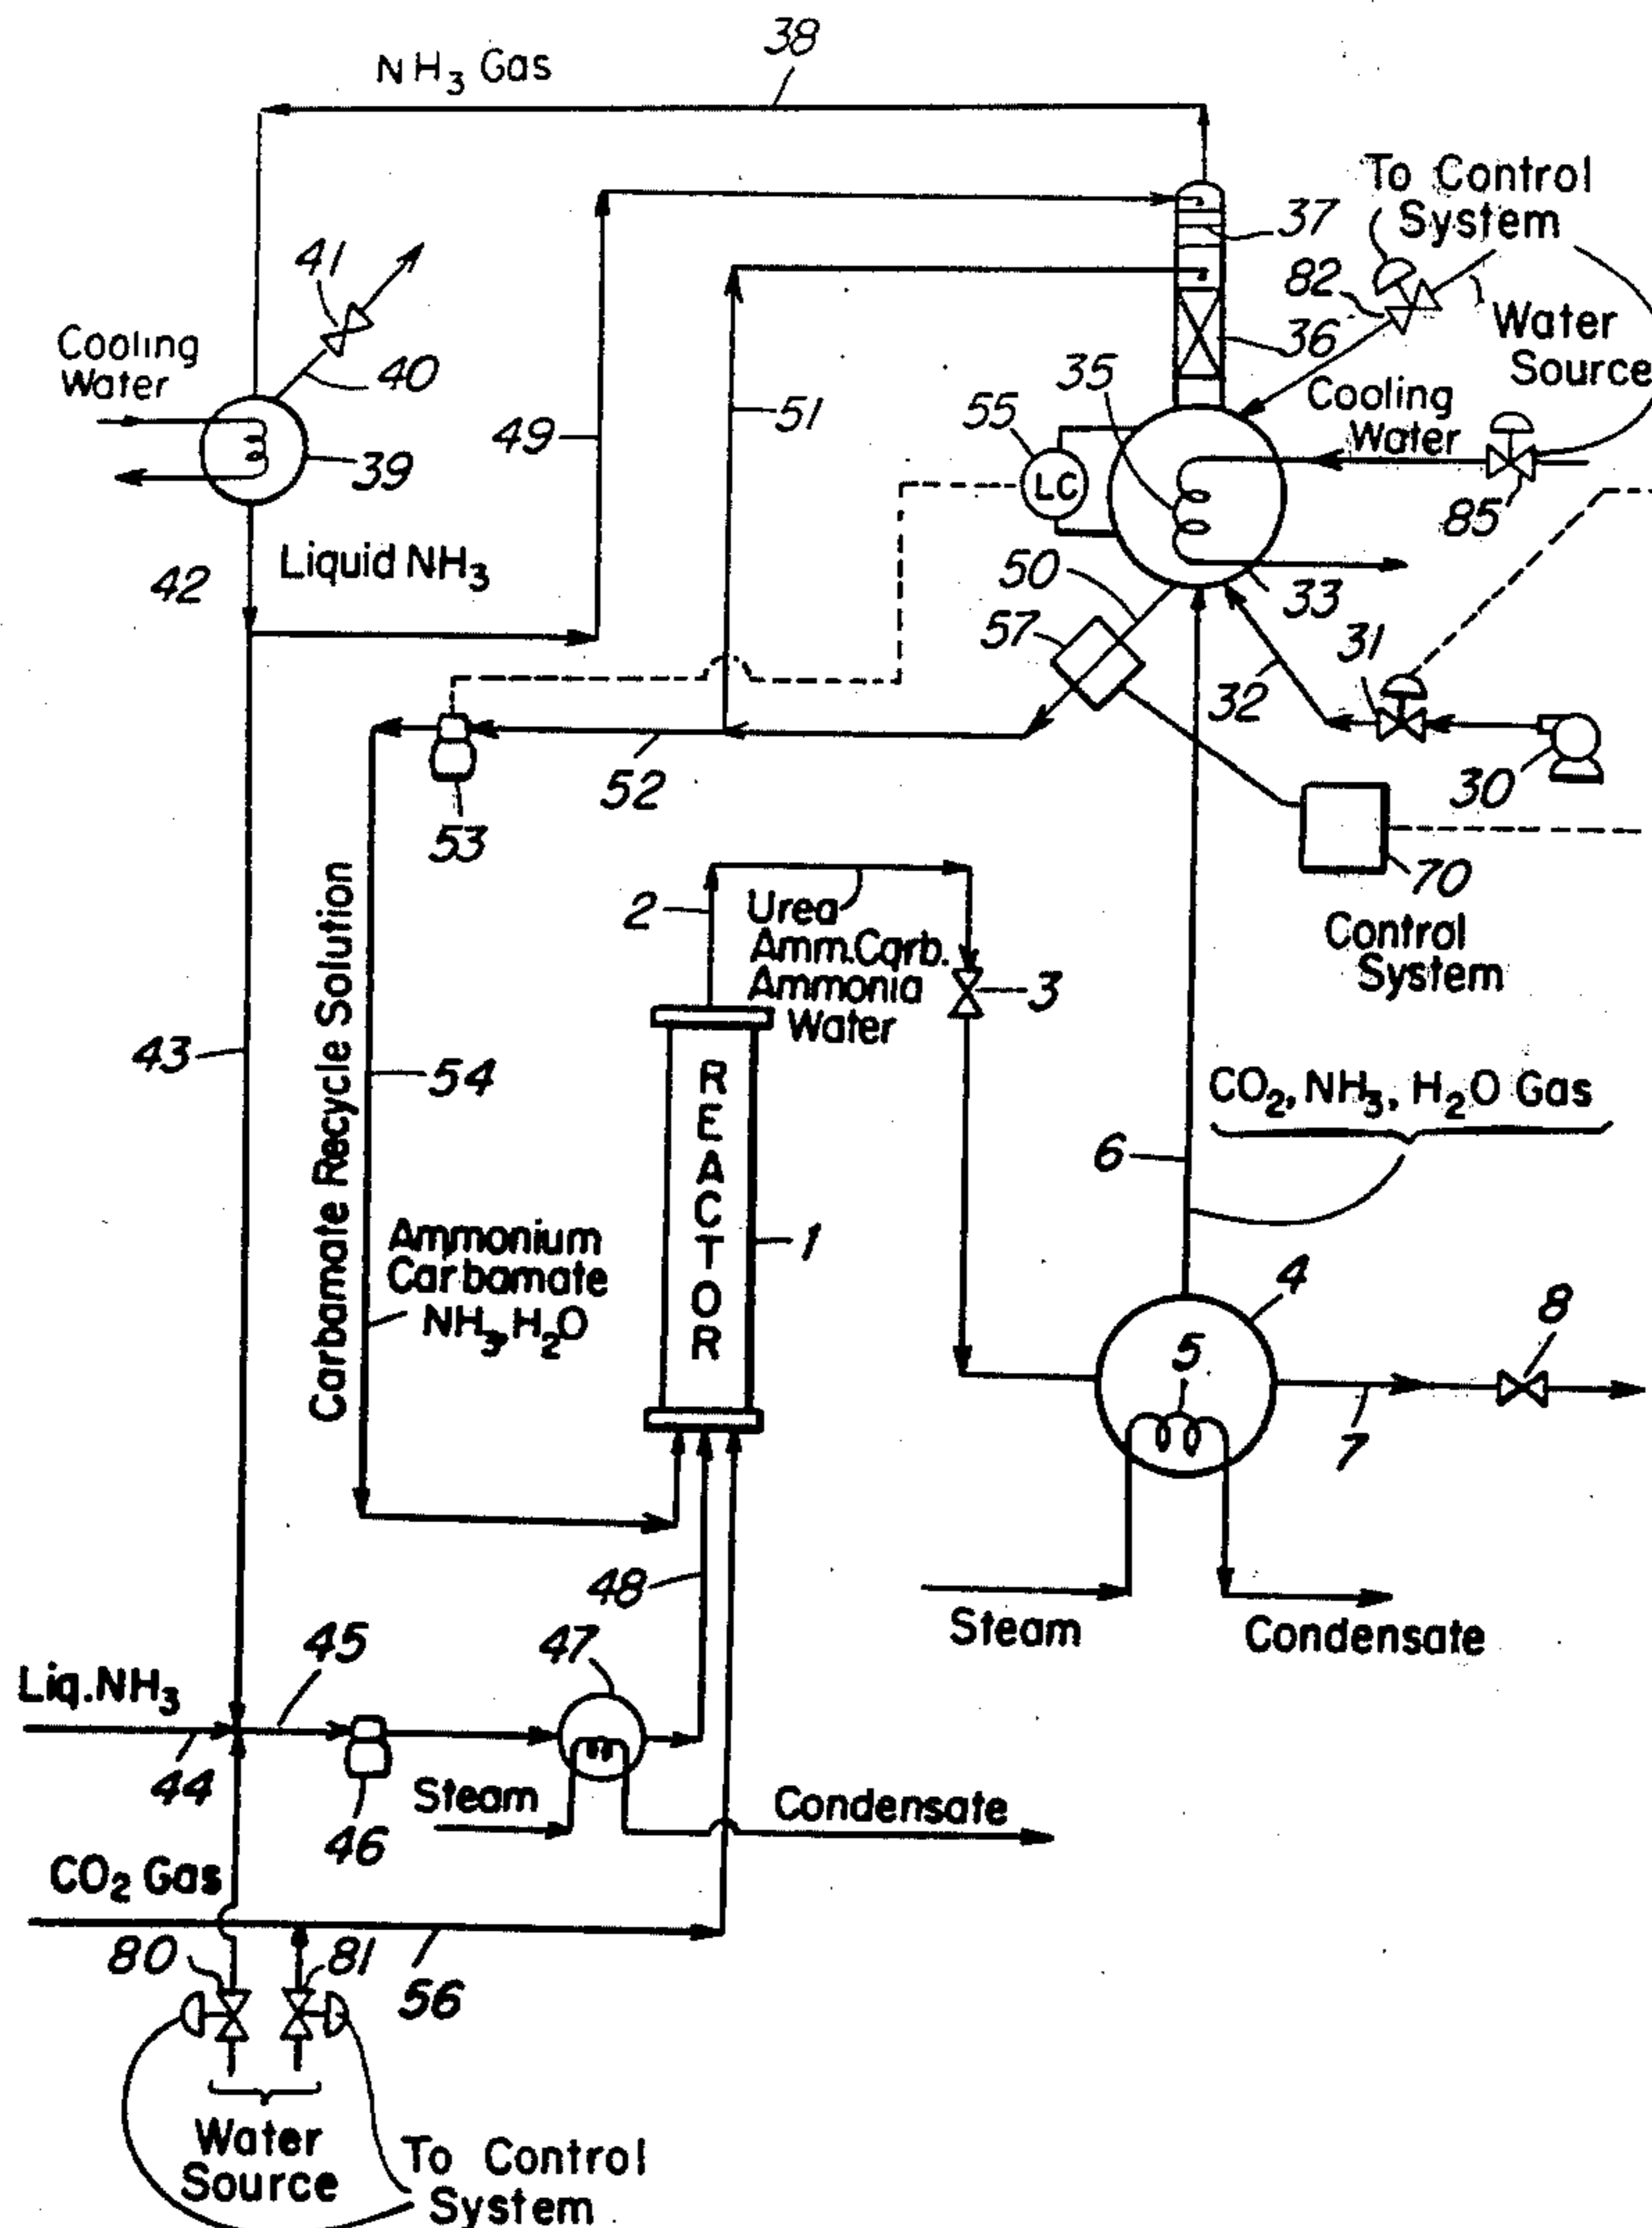 38
NH3 Gas
To Control
System
37
41
82
Water
Source
Cooling
Water
40
36
35
Cooling
Water
55
51
49
39
LC
85
50
33
Liquid NH3
42
57
31
32
30
52
53
70
Control
System
2
Urea
Amm.Carb.
Ammonia
Water
3
43
54
Carbamate Recycle Solution
REACTOR
CO2, NH3, H2O Gas
6
1
Ammonium
Carbamate
NH3, H2O
4
8
5
7
48
Steam
Condensate
45
47
Liq.NH3
44
46
Steam
Condensate
CO2 Gas
80
81
56
Water
Source
To Control
System